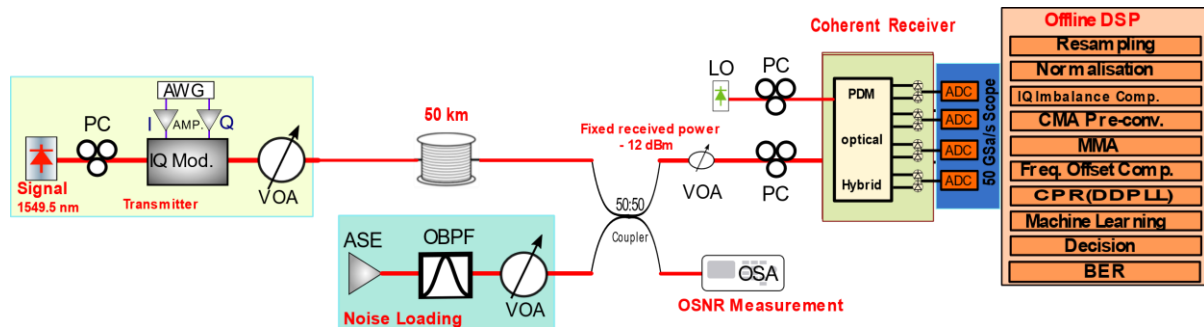 AWG
PC
I
AMP.
Q
IQ Mod.
VOA
Signal
1549.5 nm
Transmitter
50 km
ASE
OBPF
VOA
Noise Loading
50:50
Coupler
Fixed received power
- 12 dBm
VOA
OSA
OSNR Measurement
LO
PC
PC
Coherent Receiver
PDM
optical
Hybrid
ADC
ADC
ADC
ADC
50 GSa/s Scope
Offline DSP
Resampling
Normalisation
IQ Imbalance Comp.
CMA Pre-conv.
MMA
Freq. Offset Comp.
CPR(DDPLL)
Machine Learning
Decision
BER